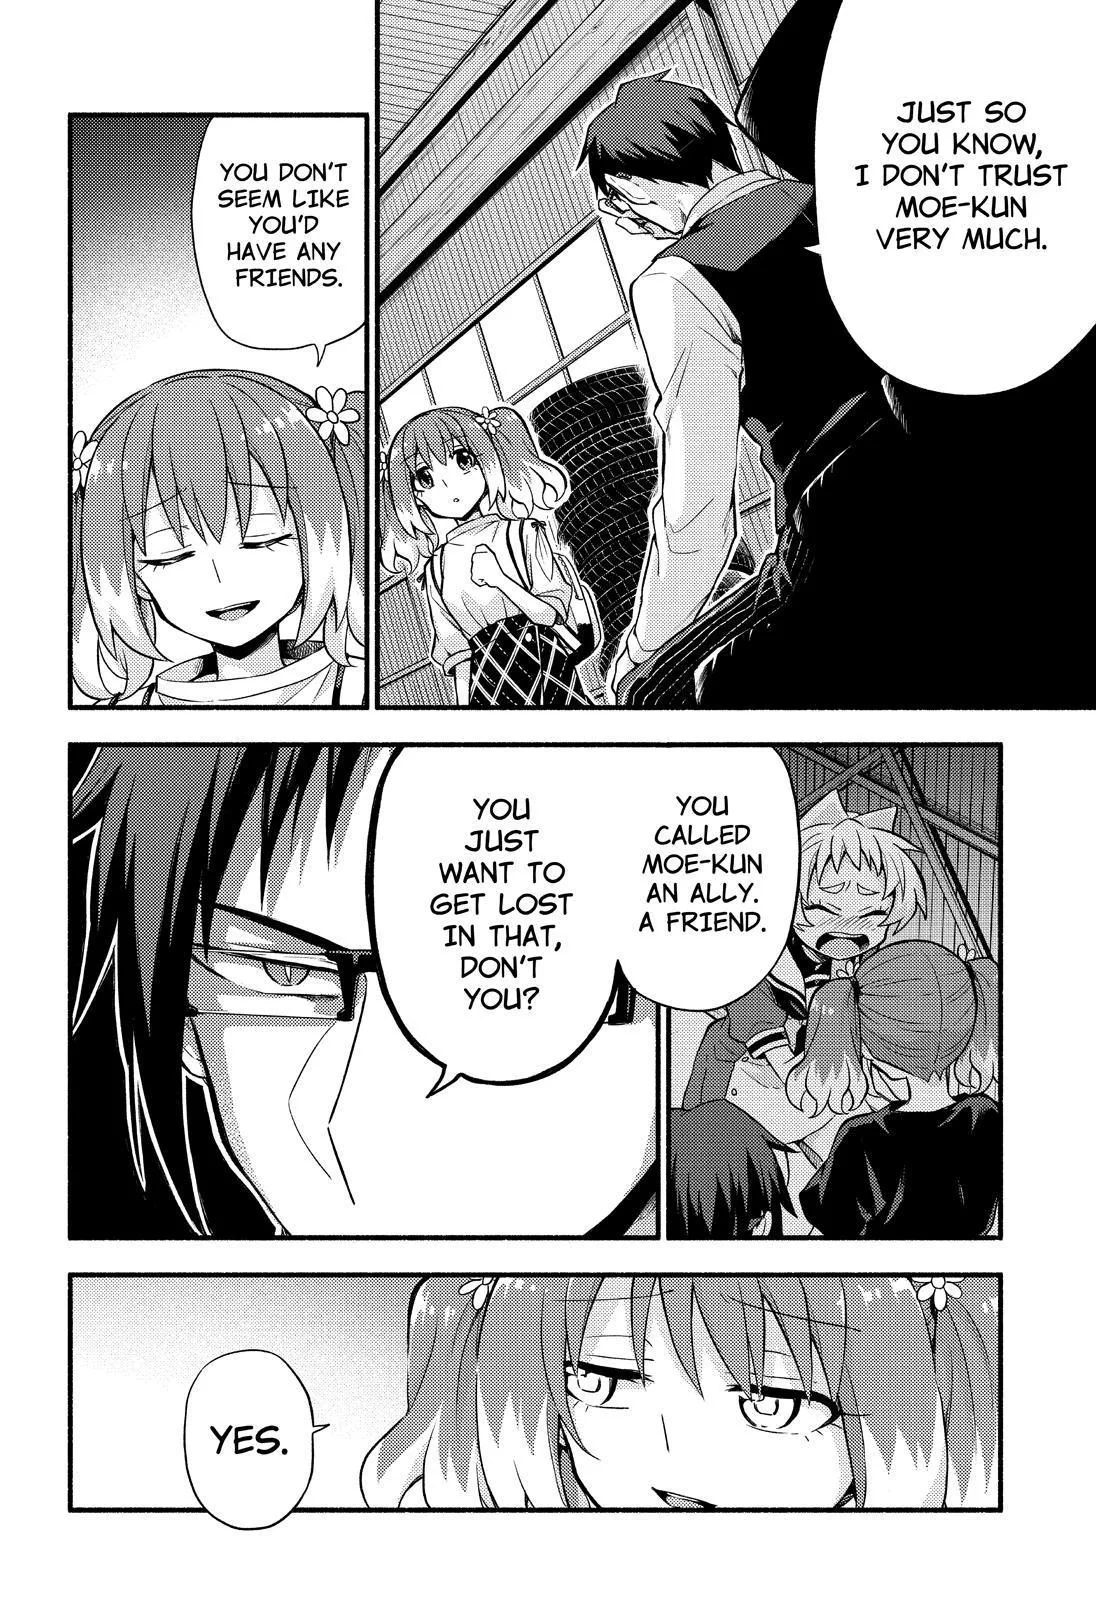 JUST SO
YOU KNOW,
I DON'T TRUST
MOE-KUN
VERY MUCH.
YOU DON'T
SEEM LIKE
YOU'D
HAVE ANY
FRIENDS.
YOU
CALLED
MOE-KUN
AN ALLY.
A FRIEND.
YOU
JUST
WANT TO
GET LOST
IN THAT,
DON'T
YOU?
YES.